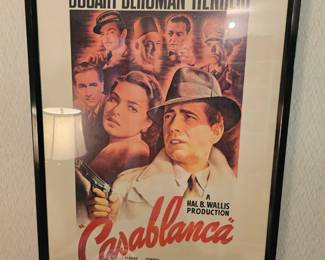 BOGART BERGMAN HENREID
A
HAL B. WALLIS
PRODUCTION
"Casablanca"